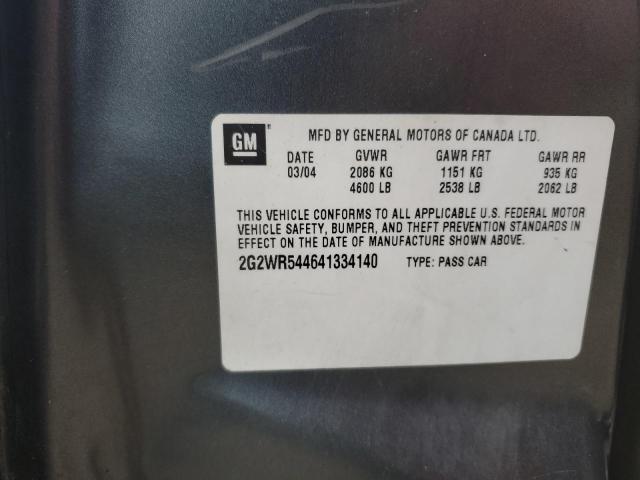 GM ® MFD BY GENERAL MOTORS OF CANADA LTD.
DATE GVWR GAWR FRT GAWR RR
03/04 2086 KG 1151 KG 935 KG
4600 LB 2538 LB 2062 LB
THIS VEHICLE CONFORMS TO ALL APPLICABLE U.S. FEDERAL MOTOR
VEHICLE SAFETY, BUMPER, AND THEFT PREVENTION STANDARDS IN
EFFECT ON THE DATE OF MANUFACTURE SHOWN ABOVE.
2G2WR544641334140 TYPE: PASS CAR